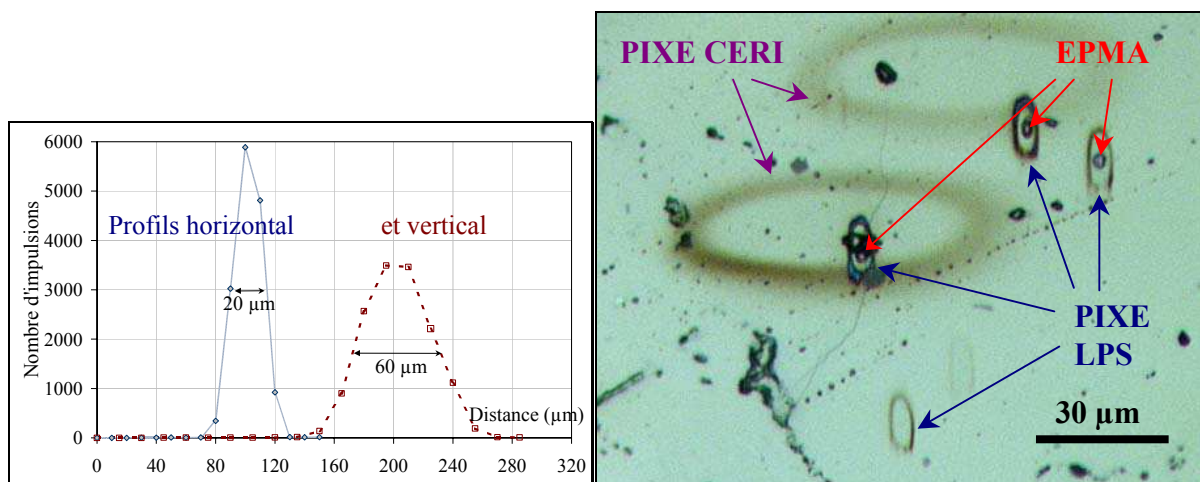 6000
5000
4000
3000
2000
1000
0
Nombre d'impulsions
Profils horizontal et vertical
20 µm
60 µm
Distance (µm)
0 40 80 120 160 200 240 280 320
PIXE CERI
EPMA
PIXE
LPS
30 µm